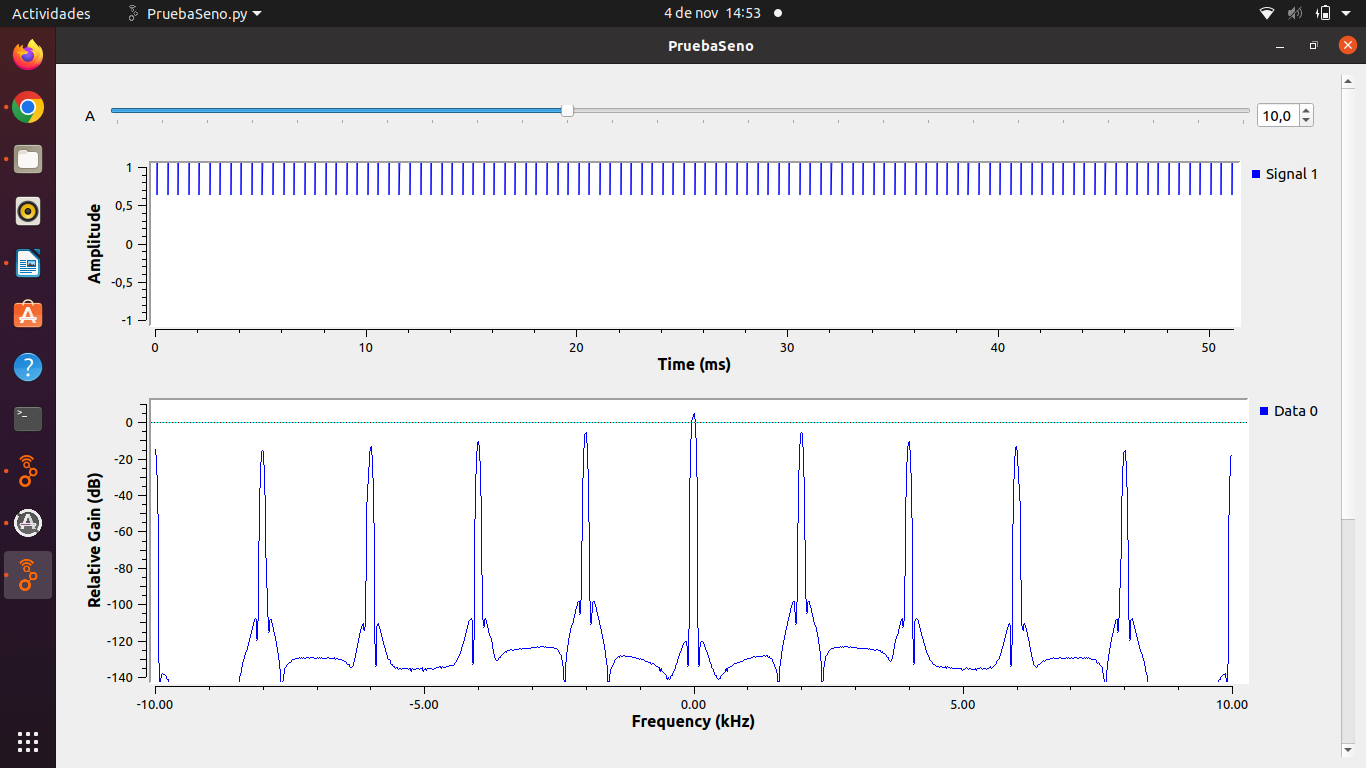 Actividades PruebaSeno.py 4 de nov 14:53
PruebaSeno
A 10,0
1
0,5
0
-0,5
-1
Amplitude
Signal 1
0 10 20 30 40 50
Time (ms)
0
-20
-40
-60
-80
-100
-120
-140
Relative Gain (dB)
Data 0
-10.00 -5.00 0.00 5.00 10.00
Frequency (kHz)